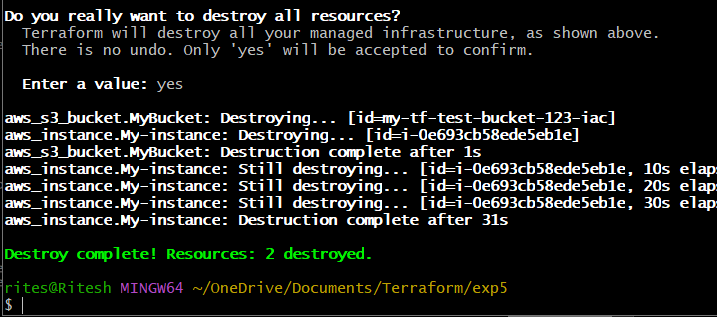 Do you really want to destroy all resources?
Terraform will destroy all your managed infrastructure, as shown above.
There is no undo. Only 'yes' will be accepted to confirm.
Enter a value: yes
aws_s3_bucket.MyBucket: Destroying... [id=my-tf-test-bucket-123-iac]
aws_instance.My-instance: Destroying... [id=i-0e693cb58ede5eb1e]
aws_s3_bucket.MyBucket: Destruction complete after 1s
aws_instance.My-instance: Still destroying... [id=i-0e693cb58ede5eb1e, 10s elaps
aws_instance.My-instance: Still destroying... [id=i-0e693cb58ede5eb1e, 20s elaps
aws_instance.My-instance: Still destroying... [id=i-0e693cb58ede5eb1e, 30s elaps
aws_instance.My-instance: Destruction complete after 31s
Destroy complete! Resources: 2 destroyed.
rites@Ritesh MINGW64 ~/OneDrive/Documents/Terraform/exp5
$